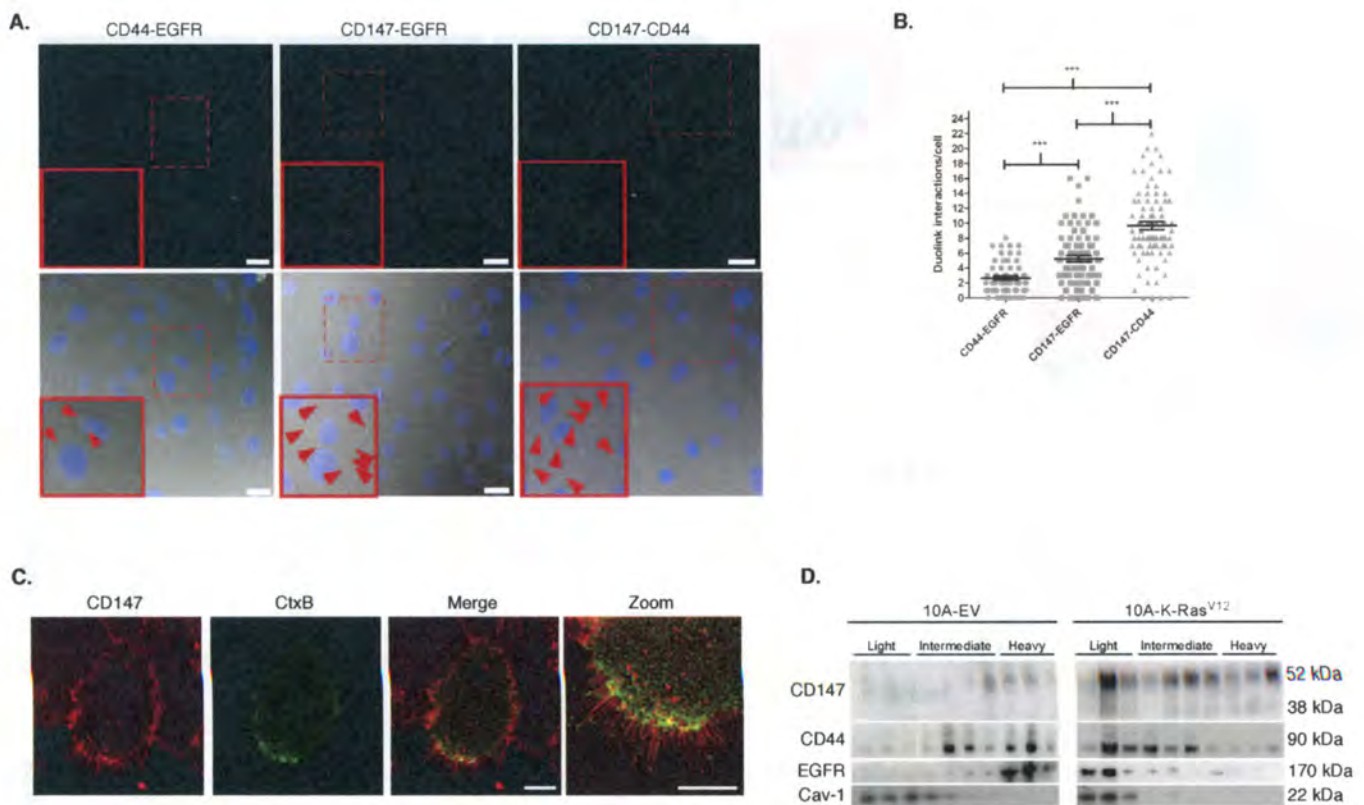 A.
CD44-EGFR CD147-EGFR CD147-CD44
B.
***
***
***
Duolink interactions/cell
24
22
20
18
16
14
12
10
8
6
4
2
0
CD44-EGFR CD147-EGFR CD147-CD44
C.
CD147 CtxB Merge Zoom
D.
10A-EV 10A-K-Ras^V12
Light Intermediate Heavy Light Intermediate Heavy
CD147 52 kDa
38 kDa
CD44 90 kDa
EGFR 170 kDa
Cav-1 22 kDa